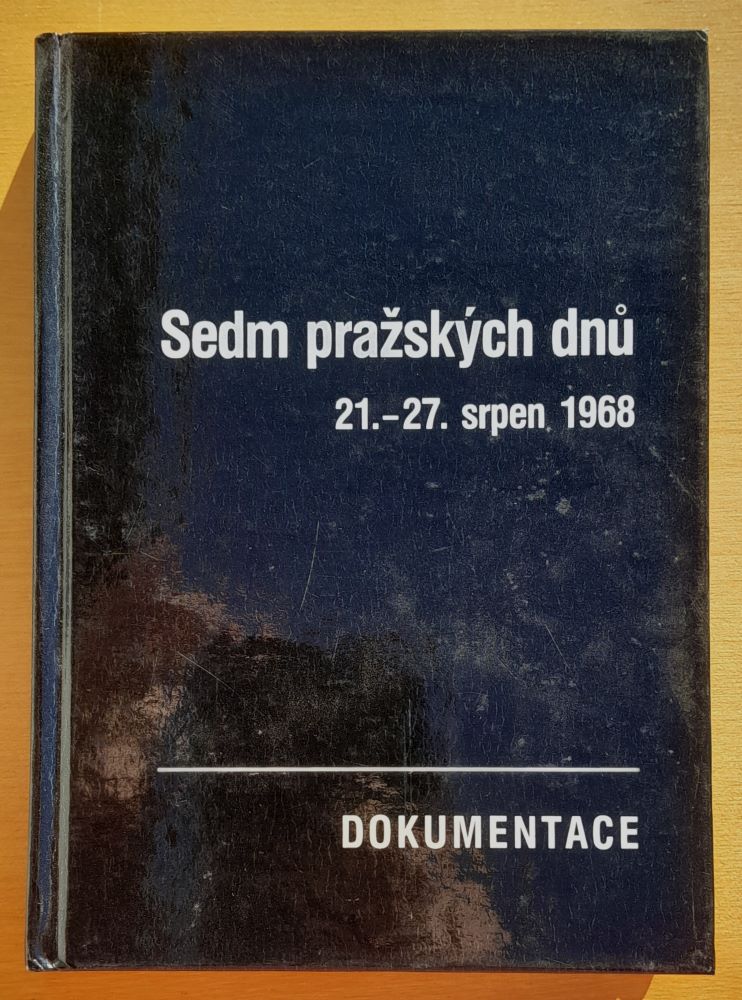 Sedm pražských dnů
21.–27. srpen 1968
DOKUMENTACE